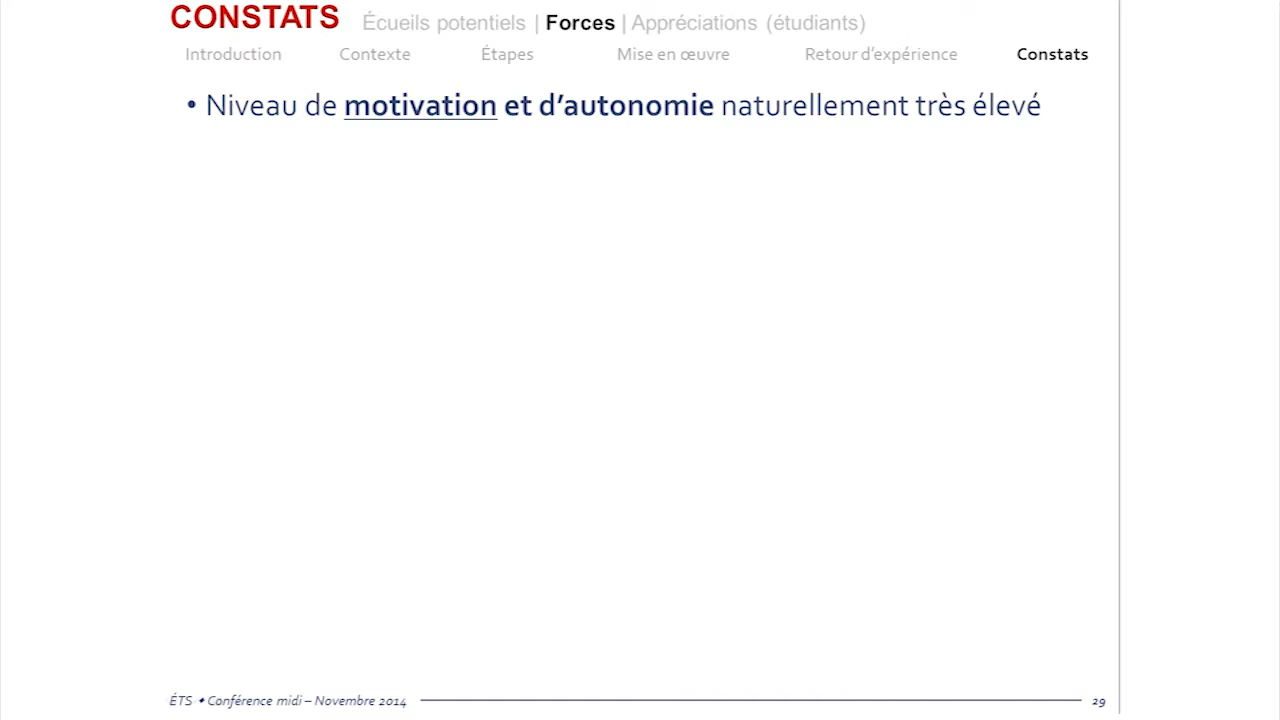 CONSTATS Écueils potentiels | Forces | Appréciations (étudiants)
Introduction Contexte Étapes Mise en œuvre Retour d’expérience Constats
• Niveau de motivation et d’autonomie naturellement très élevé
ÉTS ◆ Conférence midi – Novembre 2014 29